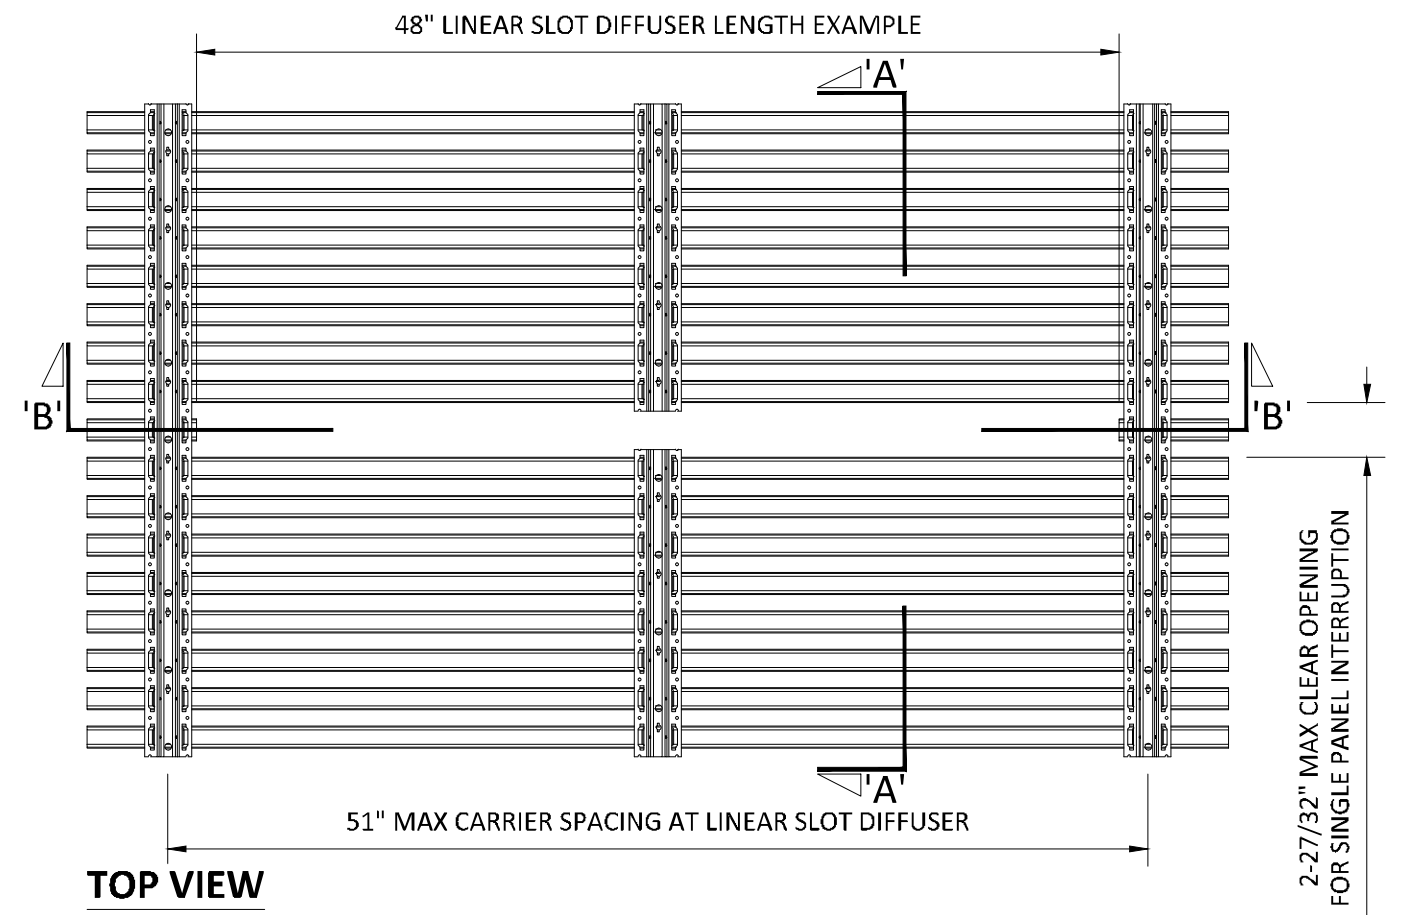 48" LINEAR SLOT DIFFUSER LENGTH EXAMPLE
'A'
'B'
'B'
2-27/32" MAX CLEAR OPENING
FOR SINGLE PANEL INTERRUPTION
'A'
51" MAX CARRIER SPACING AT LINEAR SLOT DIFFUSER
TOP VIEW